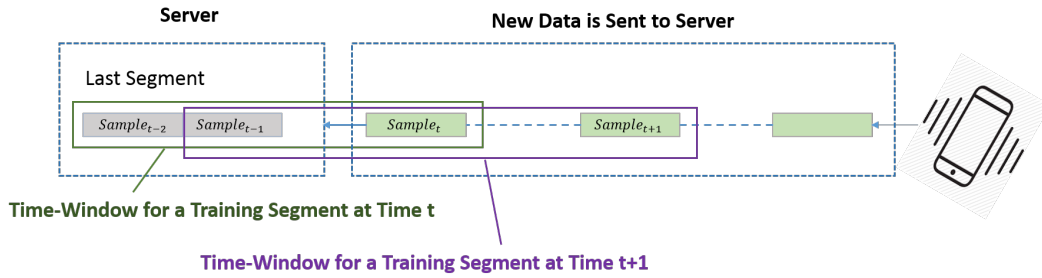 Server
New Data is Sent to Server
Last Segment
Sample_{t-2} Sample_{t-1} Sample_t Sample_{t+1}
Time-Window for a Training Segment at Time t
Time-Window for a Training Segment at Time t+1